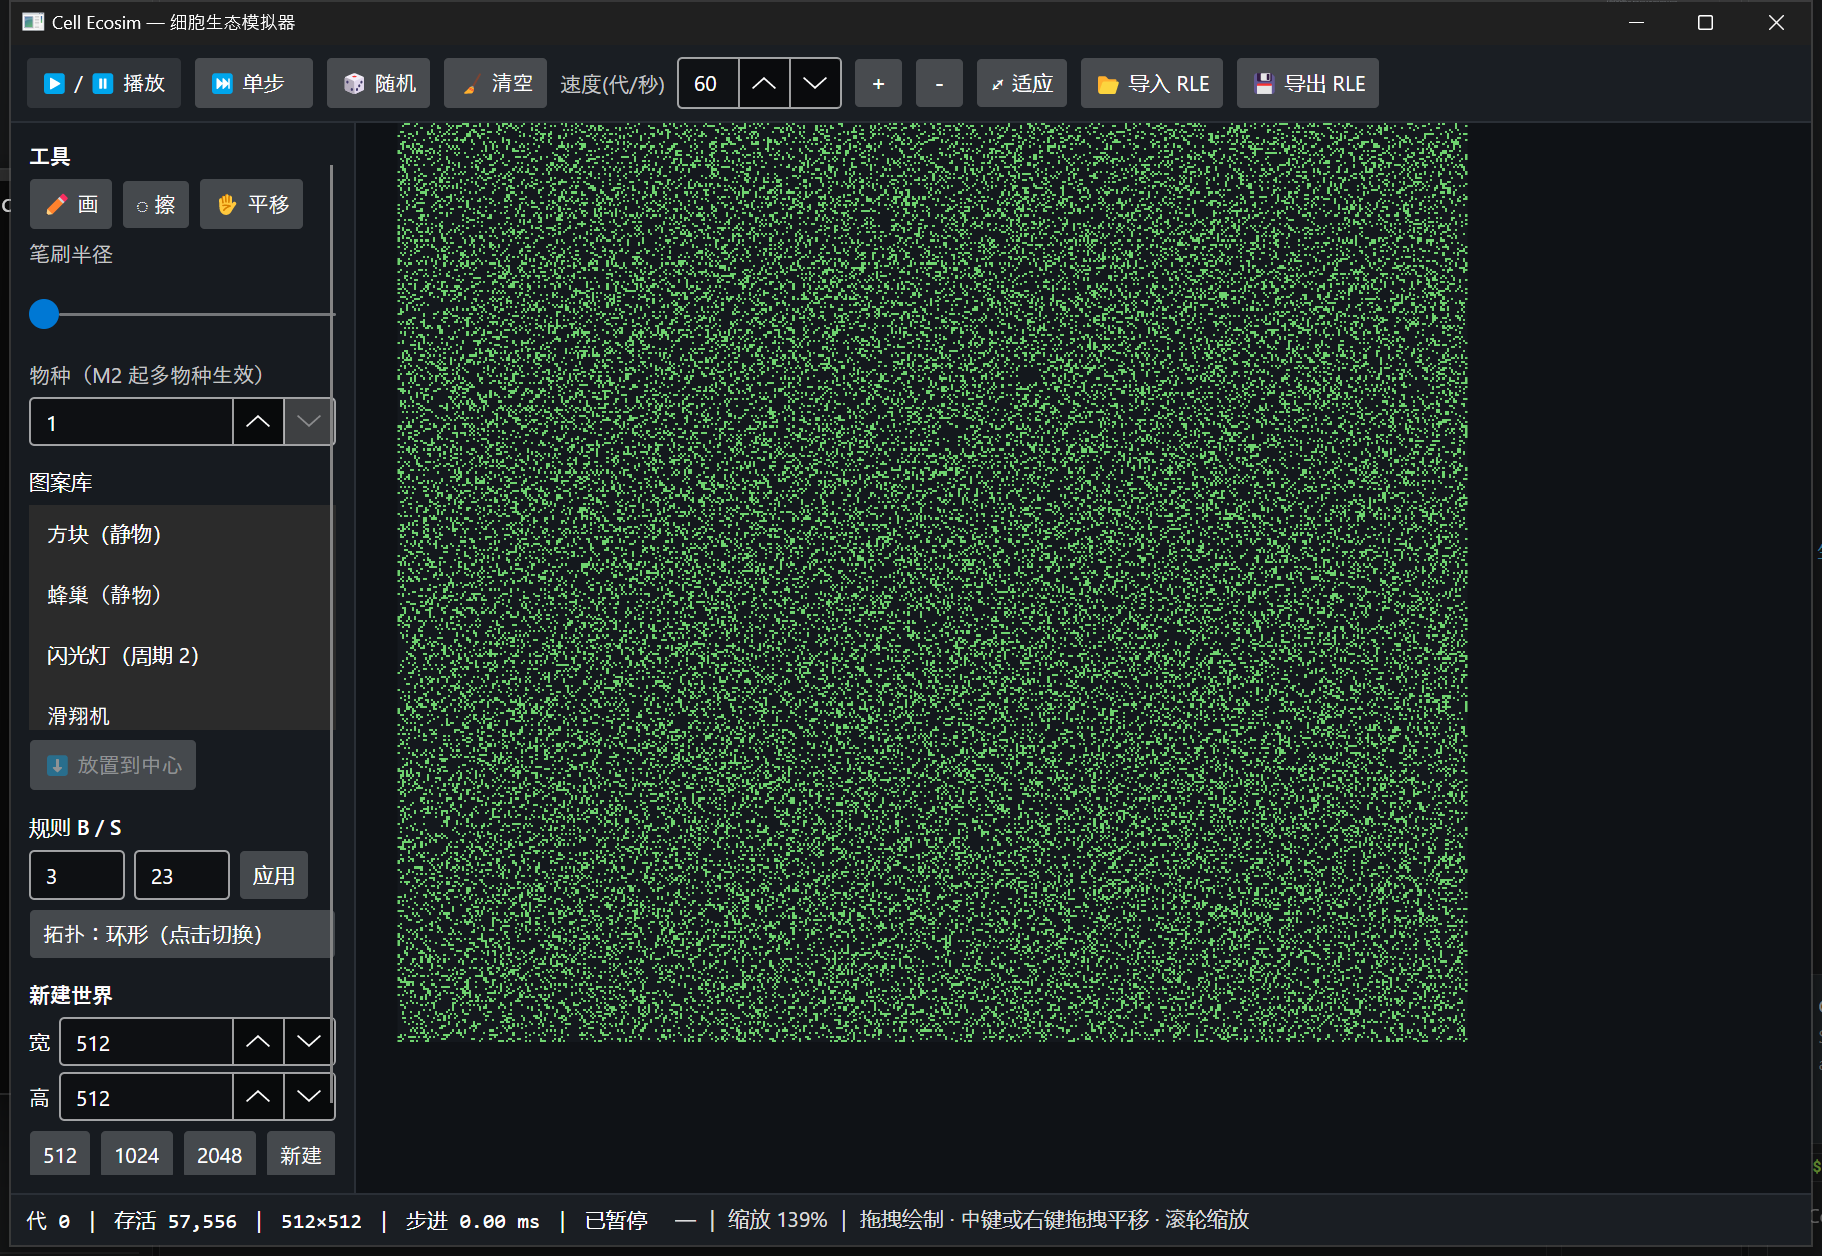 Cell Ecosim — 细胞生态模拟器
/ 播放 单步 随机 清空 速度(代/秒) 60 + - 适应 导入 RLE 导出 RLE
工具
画 擦 平移
笔刷半径
物种（M2 起多物种生效）
1
图案库
方块（静物）
蜂巢（静物）
闪光灯（周期 2）
滑翔机
放置到中心
规则 B / S
3 23 应用
拓扑：环形（点击切换）
新建世界
宽 512
高 512
512 1024 2048 新建
代 0 | 存活 57,556 | 512×512 | 步进 0.00 ms | 已暂停 — | 缩放 139% | 拖拽绘制 · 中键或右键拖拽平移 · 滚轮缩放